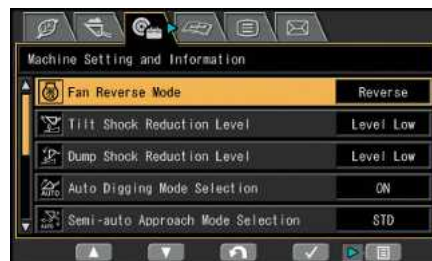 Machine Setting and Information
Fan Reverse Mode Reverse
Tilt Shock Reduction Level Level Low
Dump Shock Reduction Level Level Low
Auto Digging Mode Selection ON
Semi-auto Approach Mode Selection STD